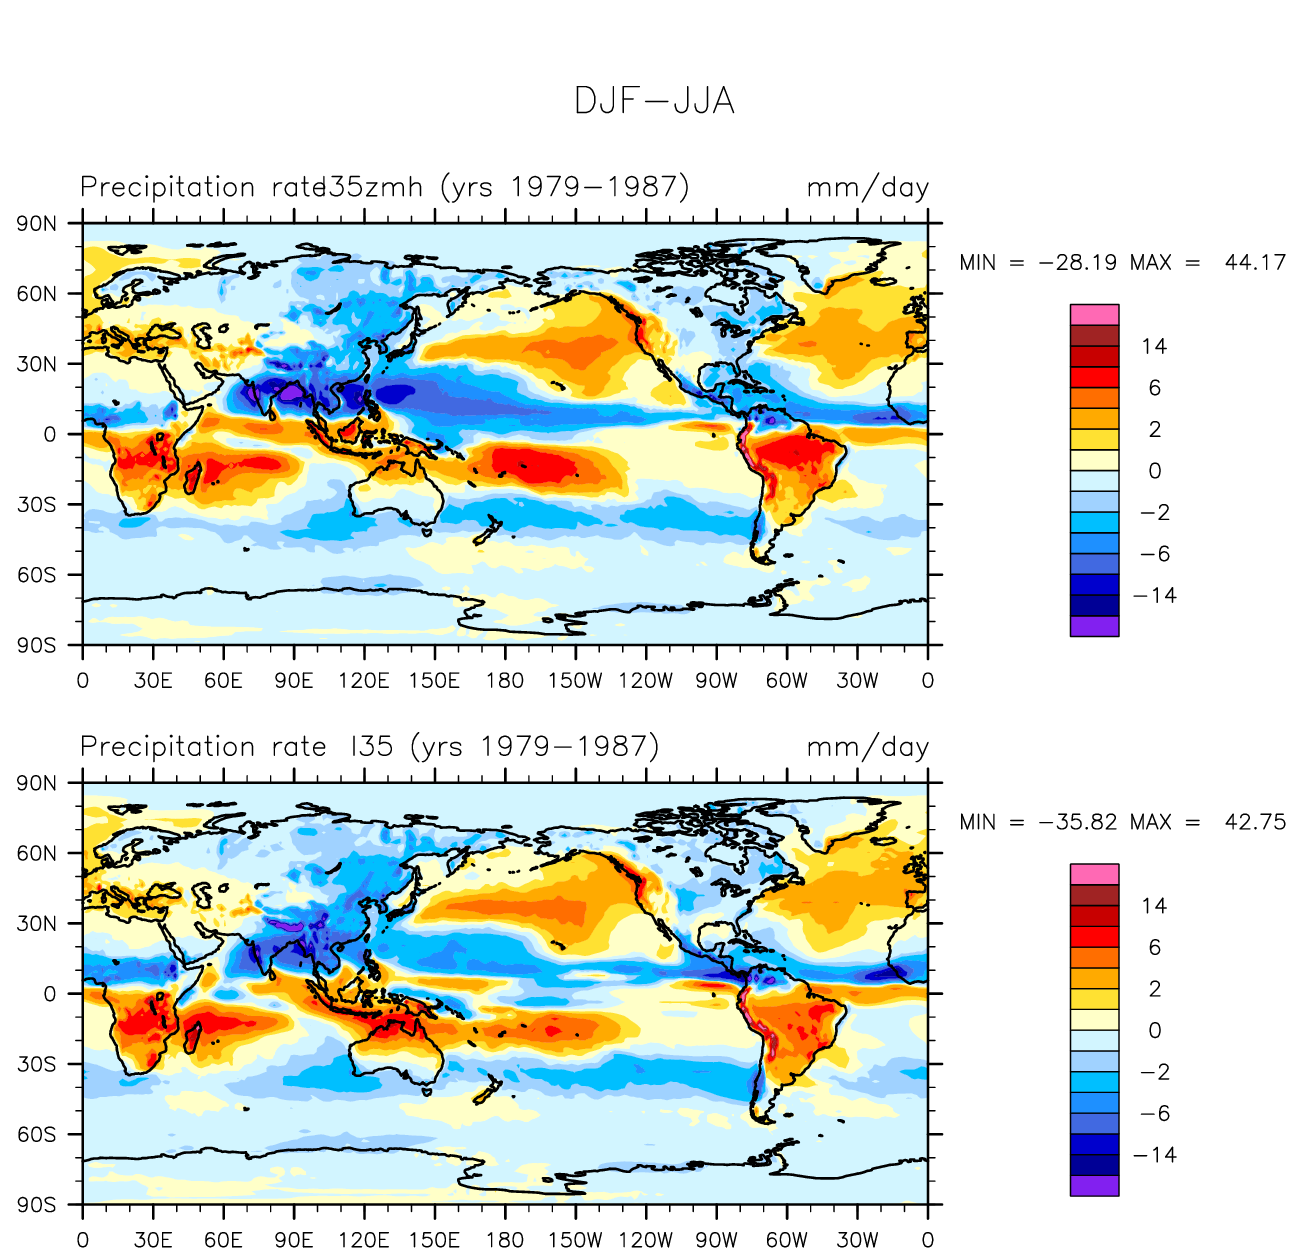 DJF−JJA
Precipitation rate l35zmh (yrs 1979−1987) mm/day
90N
60N
30N
0
30S
60S
90S
0 30E 60E 90E 120E 150E 180 150W 120W 90W 60W 30W 0
MIN = −28.19 MAX = 44.17
14
6
2
0
−2
−6
−14
Precipitation rate l35 (yrs 1979−1987) mm/day
90N
60N
30N
0
30S
60S
90S
0 30E 60E 90E 120E 150E 180 150W 120W 90W 60W 30W 0
MIN = −35.82 MAX = 42.75
14
6
2
0
−2
−6
−14